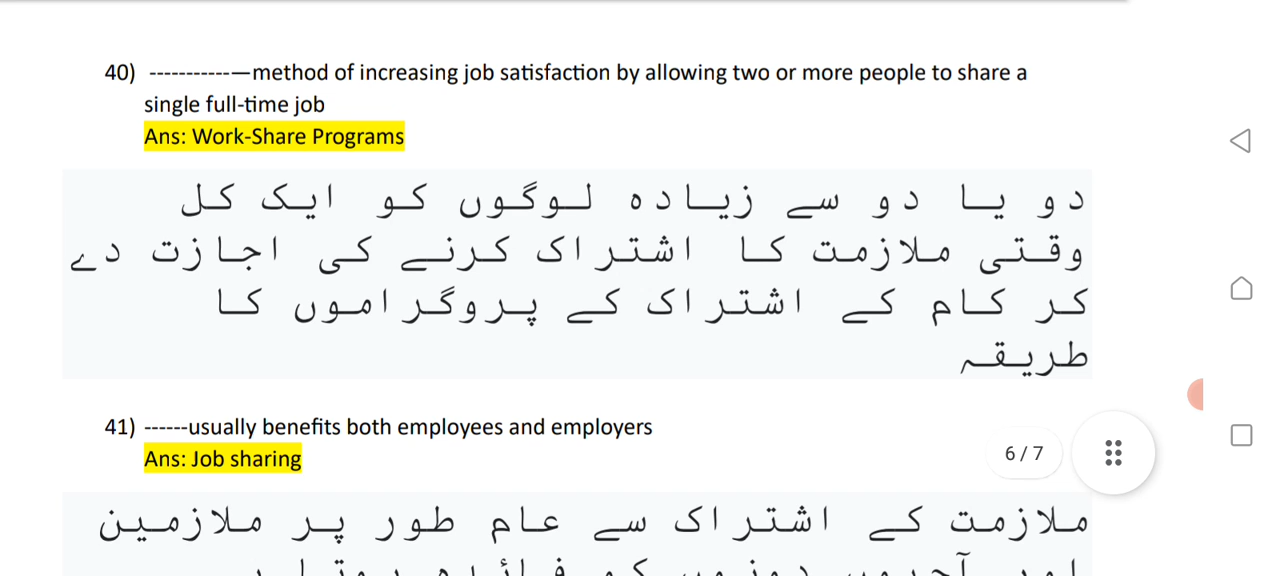 40) ------------—method of increasing job satisfaction by allowing two or more people to share a
single full-time job
Ans: Work-Share Programs
دو یا دو سے زیادہ لوگوں کو ایک کل
وقتی ملازمت کا اشتراک کرنے کی اجازت دے
کر کام کے اشتراک کے پروگراموں کا
طریقہ
41) ------usually benefits both employees and employers
Ans: Job sharing
6 / 7
ملازمت کے اشتراک سے عام طور پر ملازمین